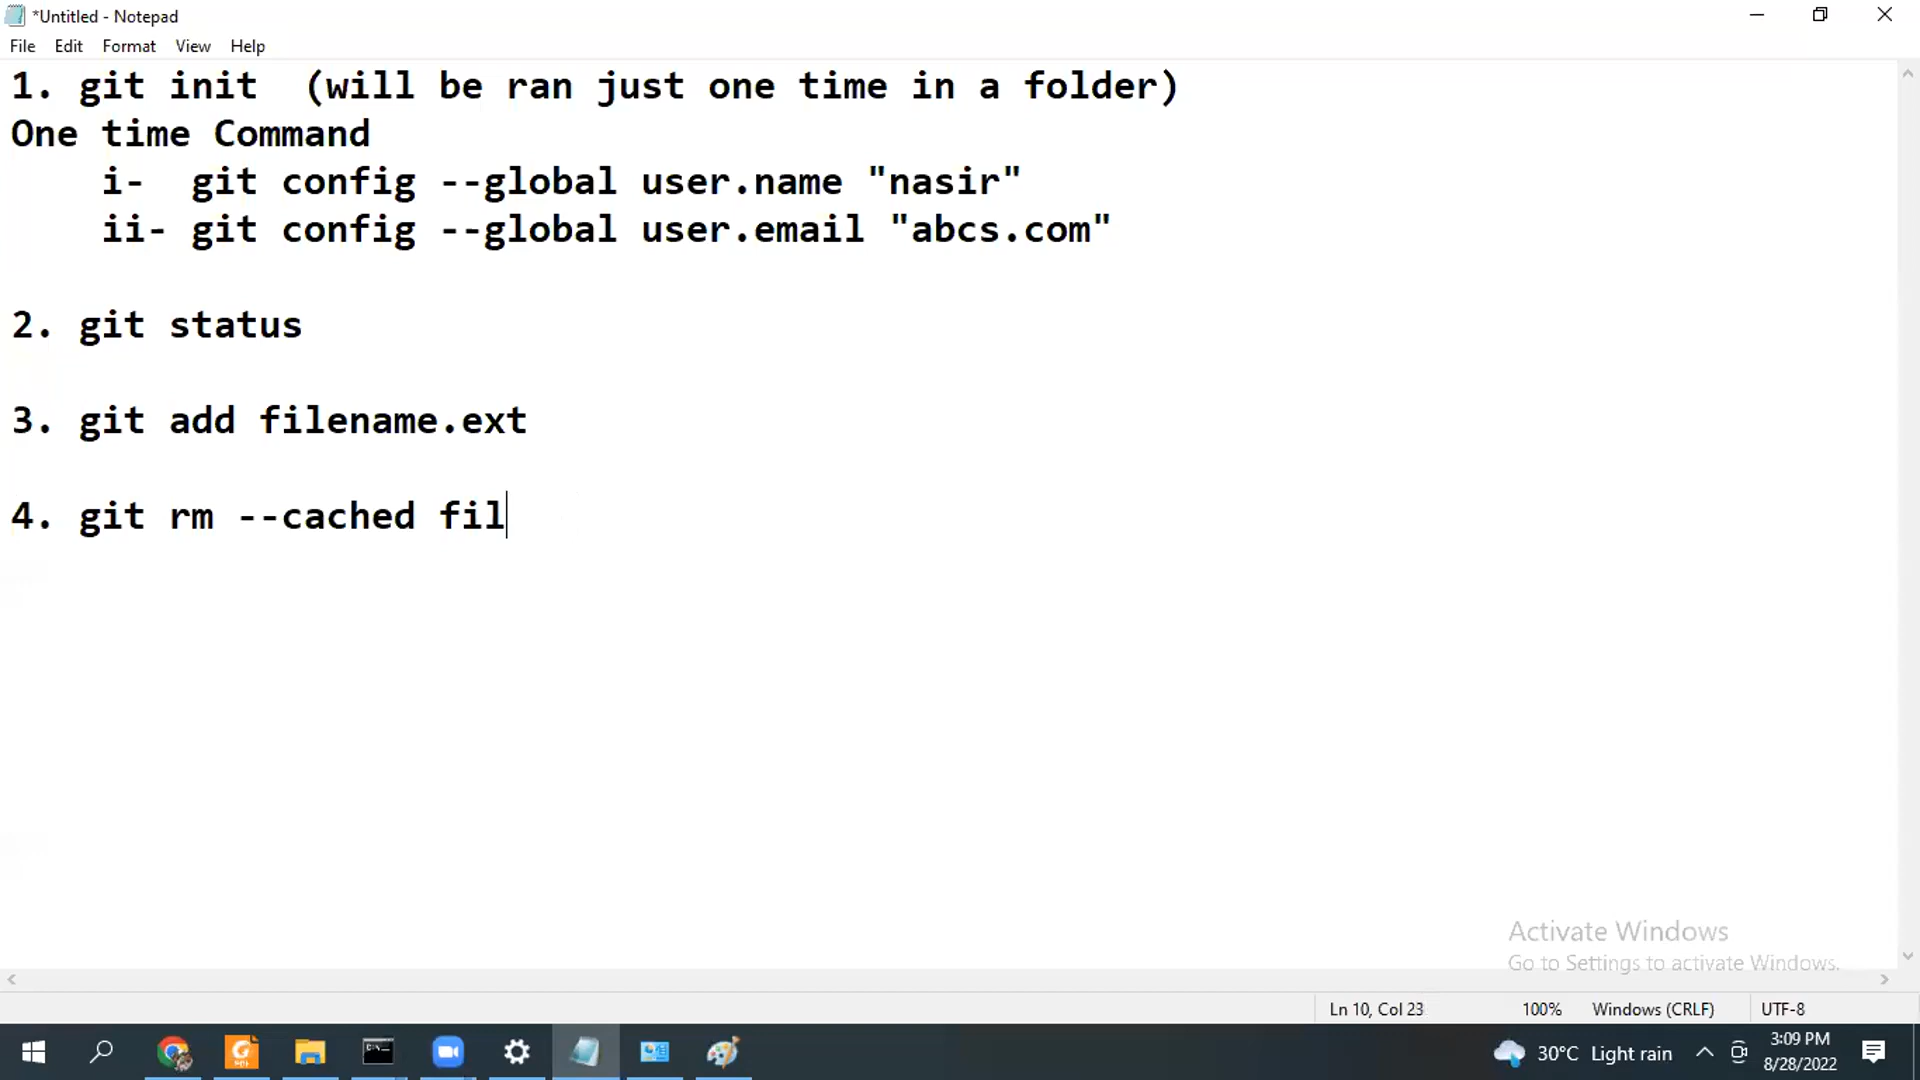 *Untitled - Notepad
File Edit Format View Help
1. git init  (will be ran just one time in a folder)
One time Command
    i-  git config --global user.name "nasir"
    ii- git config --global user.email "abcs.com"
2. git status
3. git add filename.ext
4. git rm --cached fil
Activate Windows
Go to Settings to activate Windows.
Ln 10, Col 23 100% Windows (CRLF) UTF-8
30°C Light rain
3:09 PM
8/28/2022